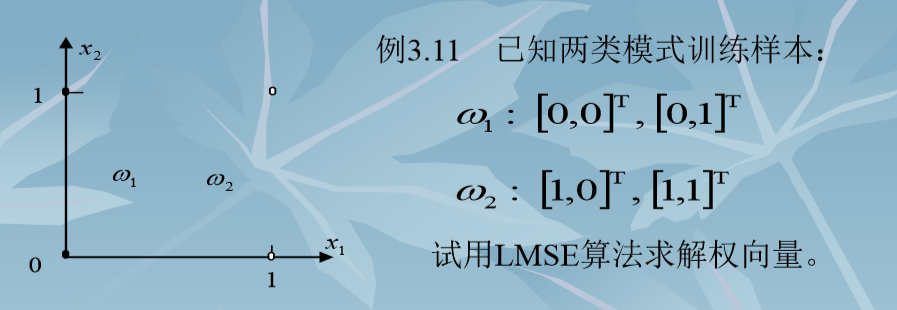 例3.11 已知两类模式训练样本：
ω₁ : [0,0]ᵀ , [0,1]ᵀ
ω₂ : [1,0]ᵀ , [1,1]ᵀ
试用LMSE算法求解权向量。
x₂
1
ω₁ ω₂
0
x₁
1